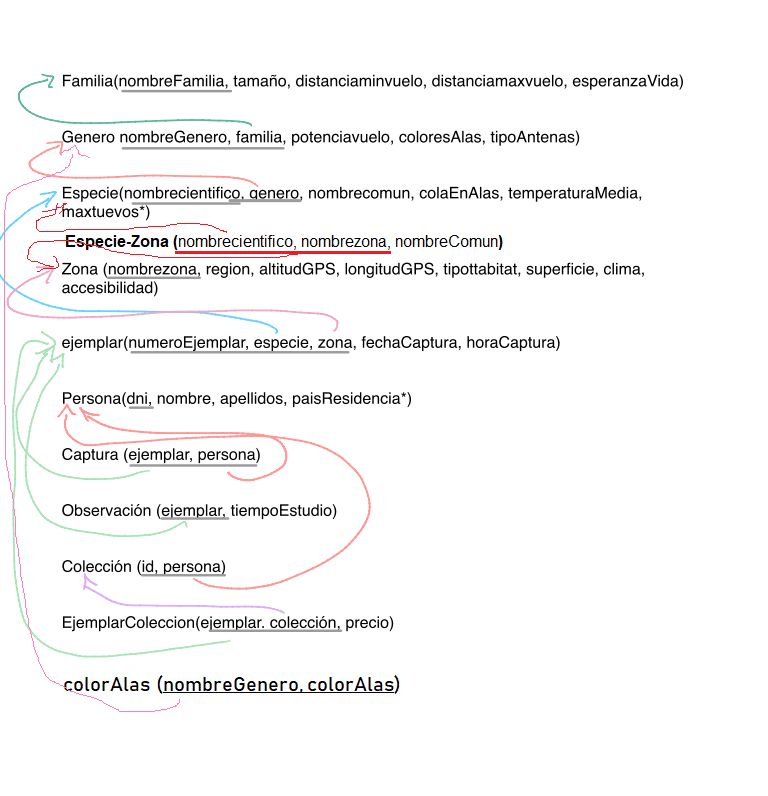 Familia(nombreFamilia, tamaño, distanciaminvuelo, distanciamaxvuelo, esperanzaVida)
Genero nombreGenero, familia, potenciavuelo, coloresAlas, tipoAntenas)
Especie(nombrecientifico, genero, nombrecomun, colaEnAlas, temperaturaMedia,
maxtuevos*)
Especie-Zona (nombrecientifico, nombrezona, nombreComun)
Zona (nombrezona, region, altitudGPS, longitudGPS, tipottabitat, superficie, clima,
accesibilidad)
ejemplar(numeroEjemplar, especie, zona, fechaCaptura, horaCaptura)
Persona(dni, nombre, apellidos, paisResidencia*)
Captura (ejemplar, persona)
Observación (ejemplar, tiempoEstudio)
Colección (id, persona)
EjemplarColeccion(ejemplar. colección, precio)
colorAlas (nombreGenero, colorAlas)